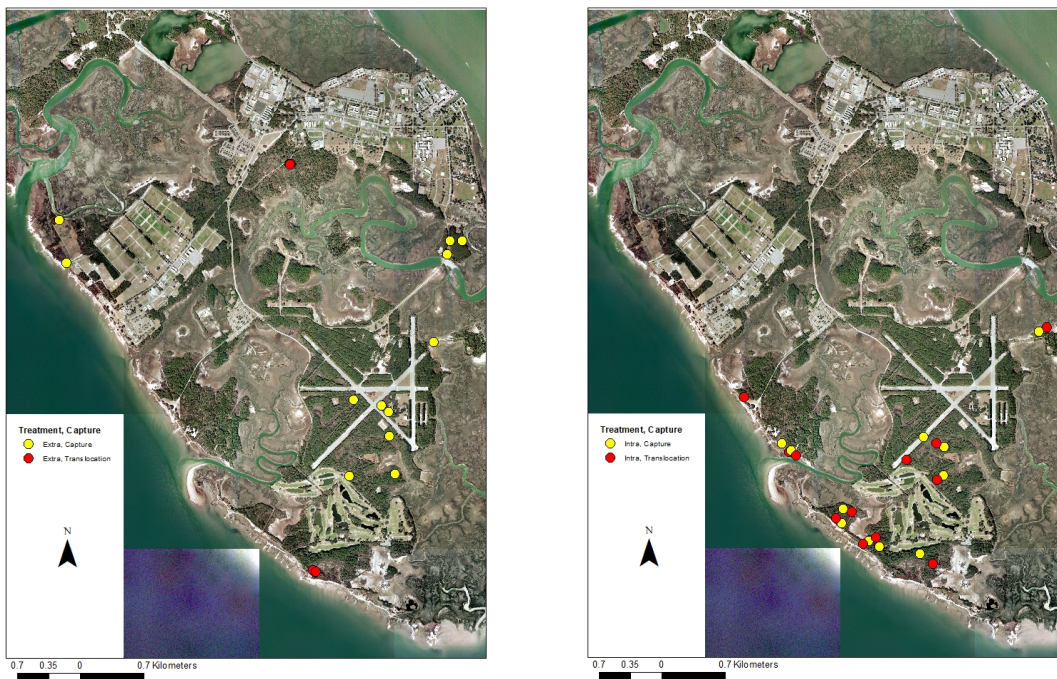 Treatment, Capture
Extra, Capture
Extra, Translocation
N
0.7 0.35 0 0.7 Kilometers
Treatment, Capture
Intra, Capture
Intra, Translocation
N
0.7 0.35 0 0.7 Kilometers